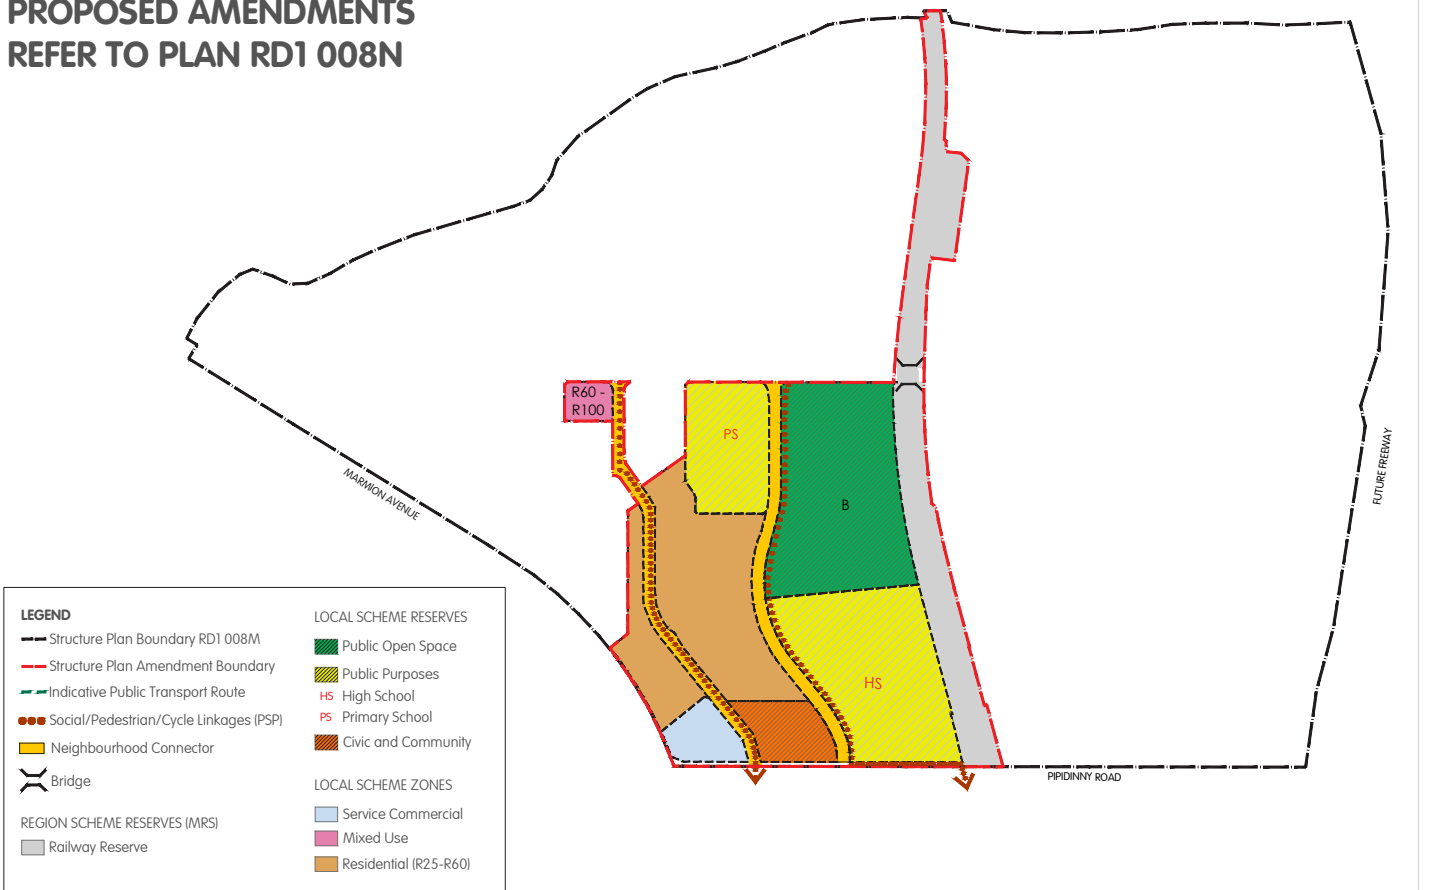 PROPOSED AMENDMENTS
REFER TO PLAN RD1 008N
R60 -
R100
PS
B
HS
MARMION AVENUE
FUTURE FREEWAY
PIPIDINNY ROAD
LEGEND
Structure Plan Boundary RD1 008M
Structure Plan Amendment Boundary
Indicative Public Transport Route
Social/Pedestrian/Cycle Linkages (PSP)
Neighbourhood Connector
Bridge
REGION SCHEME RESERVES (MRS)
Railway Reserve
LOCAL SCHEME RESERVES
Public Open Space
Public Purposes
HS High School
PS Primary School
Civic and Community
LOCAL SCHEME ZONES
Service Commercial
Mixed Use
Residential (R25-R60)